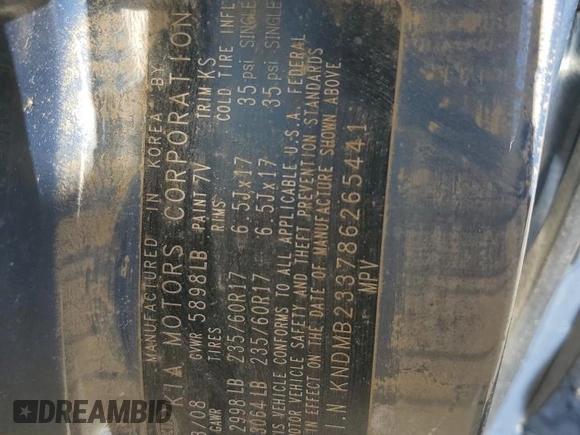 MANUFACTURED IN KOREA BY
KIA MOTORS CORPORATION
/08 GVWR 5898LB PAINT 7V TRIM KS
GAWR TIRES RIMS COLD TIRE INFL
2998 LB 235/60R17 6.5Jx17 35 psi SINGLE
3064 LB 235/60R17 6.5Jx17 35 psi SINGLE
VEHICLE CONFORMS TO ALL APPLICABLE U.S.A. FEDERAL
MOTOR VEHICLE SAFETY AND THEFT PREVENTION STANDARDS
IN EFFECT ON THE DATE OF MANUFACTURE SHOWN ABOVE.
I.N KNDMB233786265441
MPV
DREAMBID